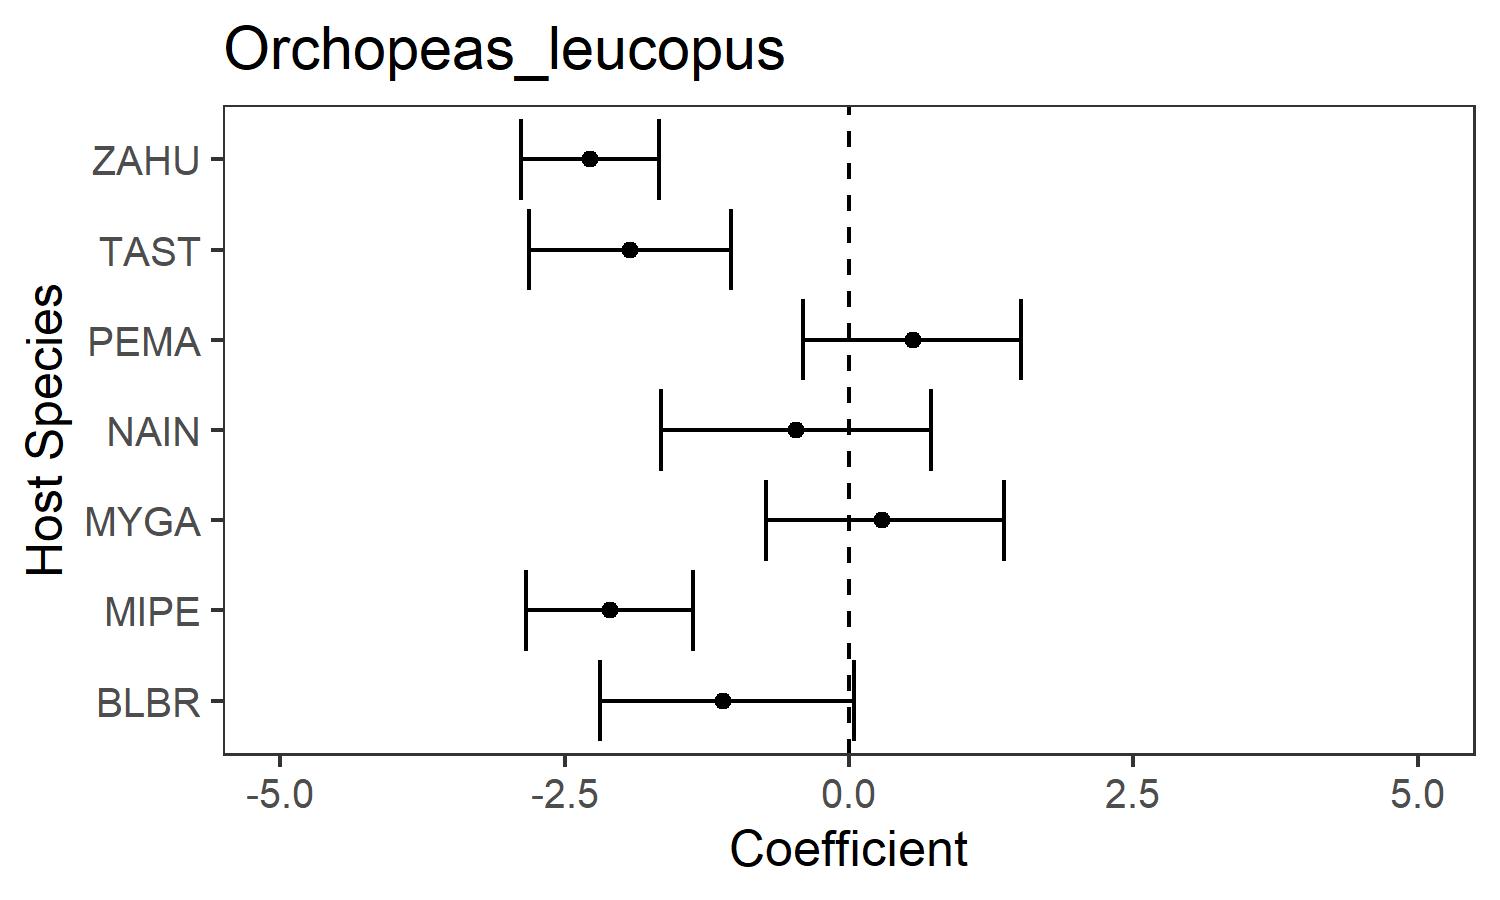 Orchopeas_leucopus
Host Species
ZAHU
TAST
PEMA
NAIN
MYGA
MIPE
BLBR
-5.0 -2.5 0.0 2.5 5.0
Coefficient